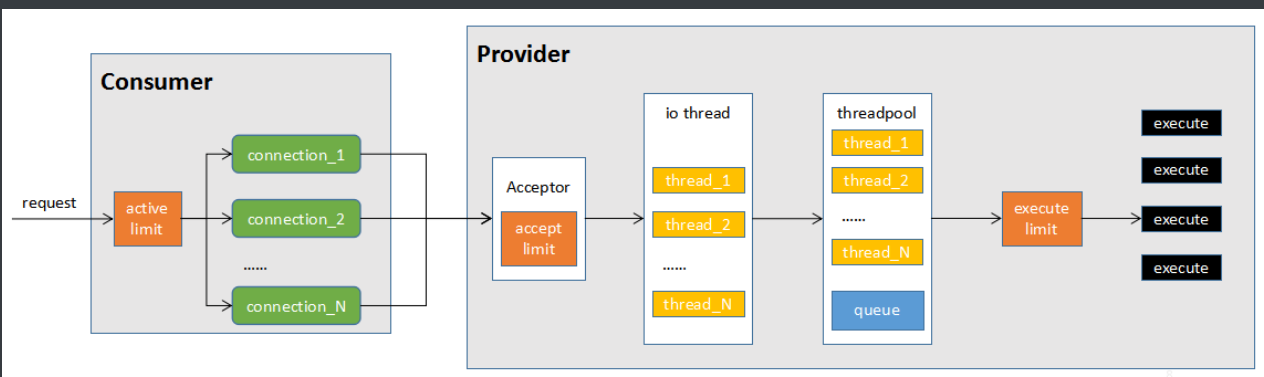 Consumer
request
active
limit
connection_1
connection_2
......
connection_N
Provider
Acceptor
accept
limit
io thread
thread_1
thread_2
......
thread_N
threadpool
thread_1
thread_2
......
thread_N
queue
execute
limit
execute
execute
execute
execute